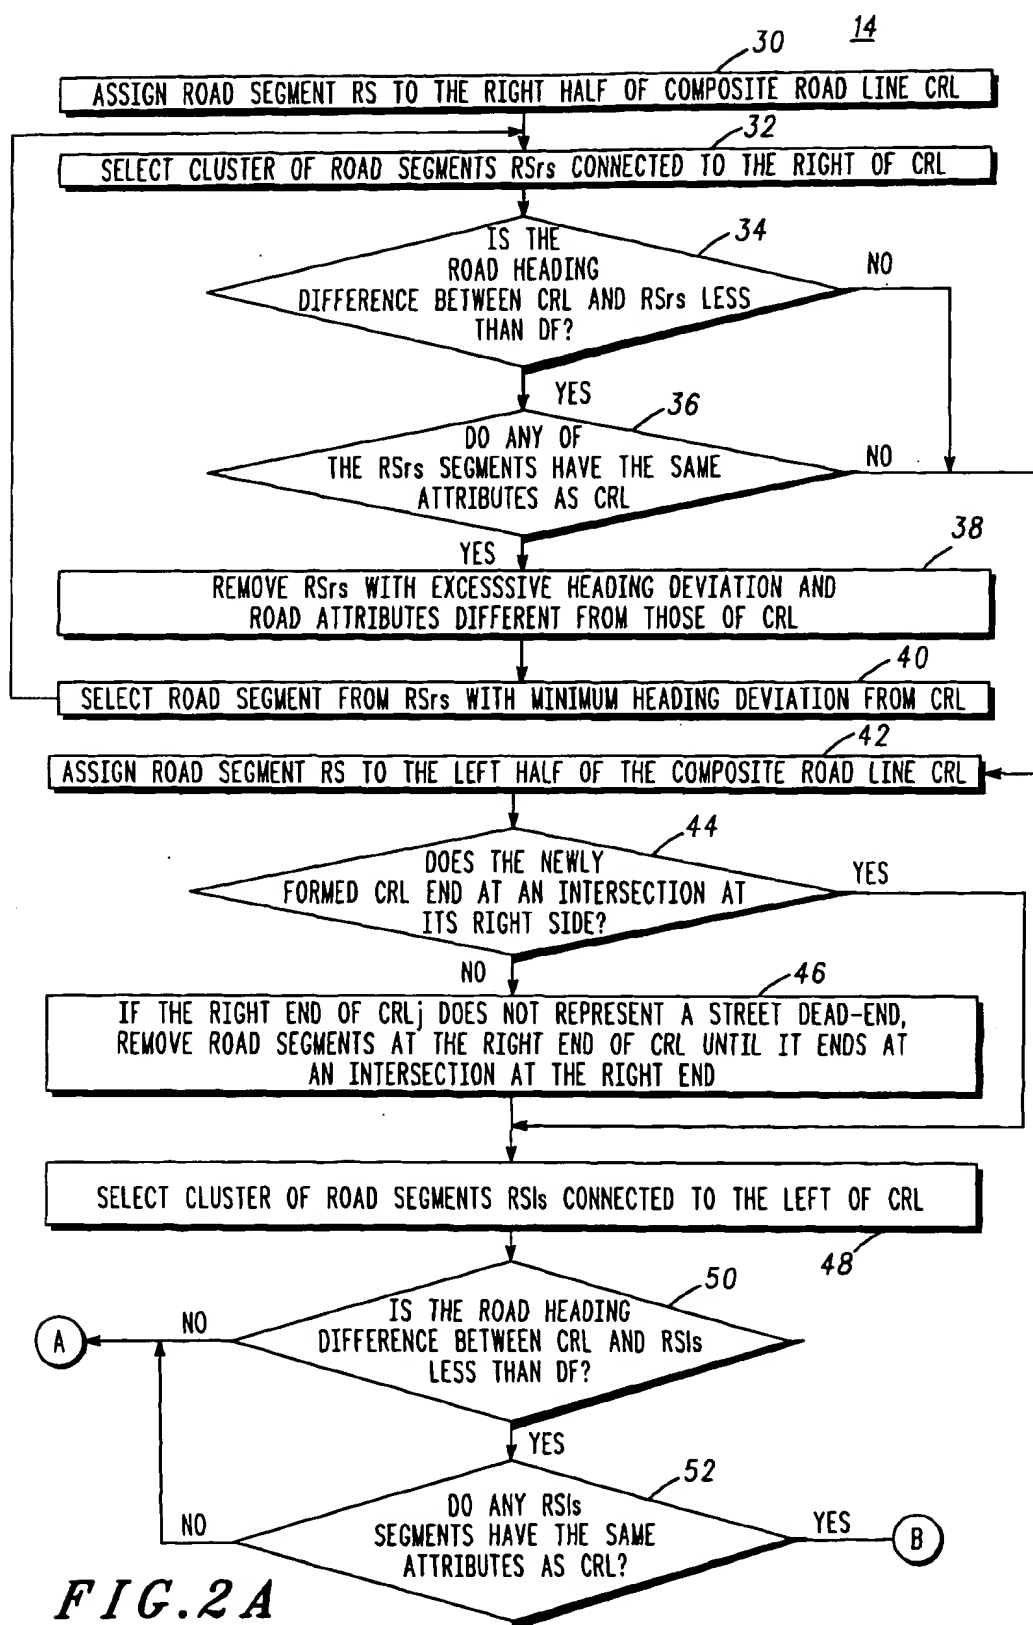 14
30
ASSIGN ROAD SEGMENT RS TO THE RIGHT HALF OF COMPOSITE ROAD LINE CRL
32
SELECT CLUSTER OF ROAD SEGMENTS RSrs CONNECTED TO THE RIGHT OF CRL
34
IS THE
ROAD HEADING
DIFFERENCE BETWEEN CRL AND RSrs LESS
THAN DF?
NO
YES
36
DO ANY OF
THE RSrs SEGMENTS HAVE THE SAME
ATTRIBUTES AS CRL
NO
YES
38
REMOVE RSrs WITH EXCESSSIVE HEADING DEVIATION AND
ROAD ATTRIBUTES DIFFERENT FROM THOSE OF CRL
40
SELECT ROAD SEGMENT FROM RSrs WITH MINIMUM HEADING DEVIATION FROM CRL
42
ASSIGN ROAD SEGMENT RS TO THE LEFT HALF OF THE COMPOSITE ROAD LINE CRL
44
DOES THE NEWLY
FORMED CRL END AT AN INTERSECTION AT
ITS RIGHT SIDE?
YES
NO
46
IF THE RIGHT END OF CRLj DOES NOT REPRESENT A STREET DEAD-END,
REMOVE ROAD SEGMENTS AT THE RIGHT END OF CRL UNTIL IT ENDS AT
AN INTERSECTION AT THE RIGHT END
SELECT CLUSTER OF ROAD SEGMENTS RSls CONNECTED TO THE LEFT OF CRL
48
50
IS THE ROAD HEADING
DIFFERENCE BETWEEN CRL AND RSls
LESS THAN DF?
NO
A
YES
52
DO ANY RSls
SEGMENTS HAVE THE SAME
ATTRIBUTES AS CRL?
NO
YES
B
FIG.2A